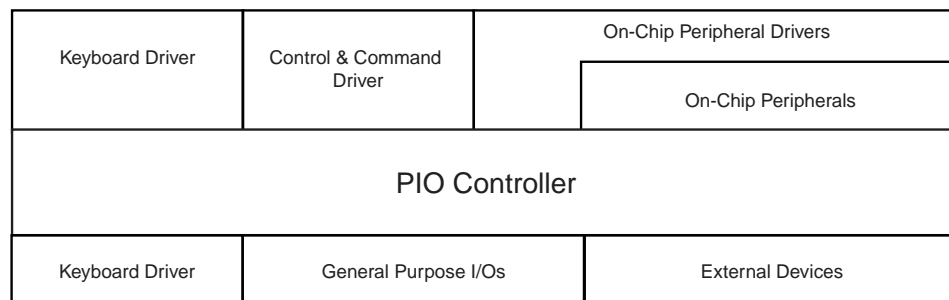 Keyboard Driver
Control & Command
Driver
On-Chip Peripheral Drivers
On-Chip Peripherals
PIO Controller
Keyboard Driver
General Purpose I/Os
External Devices